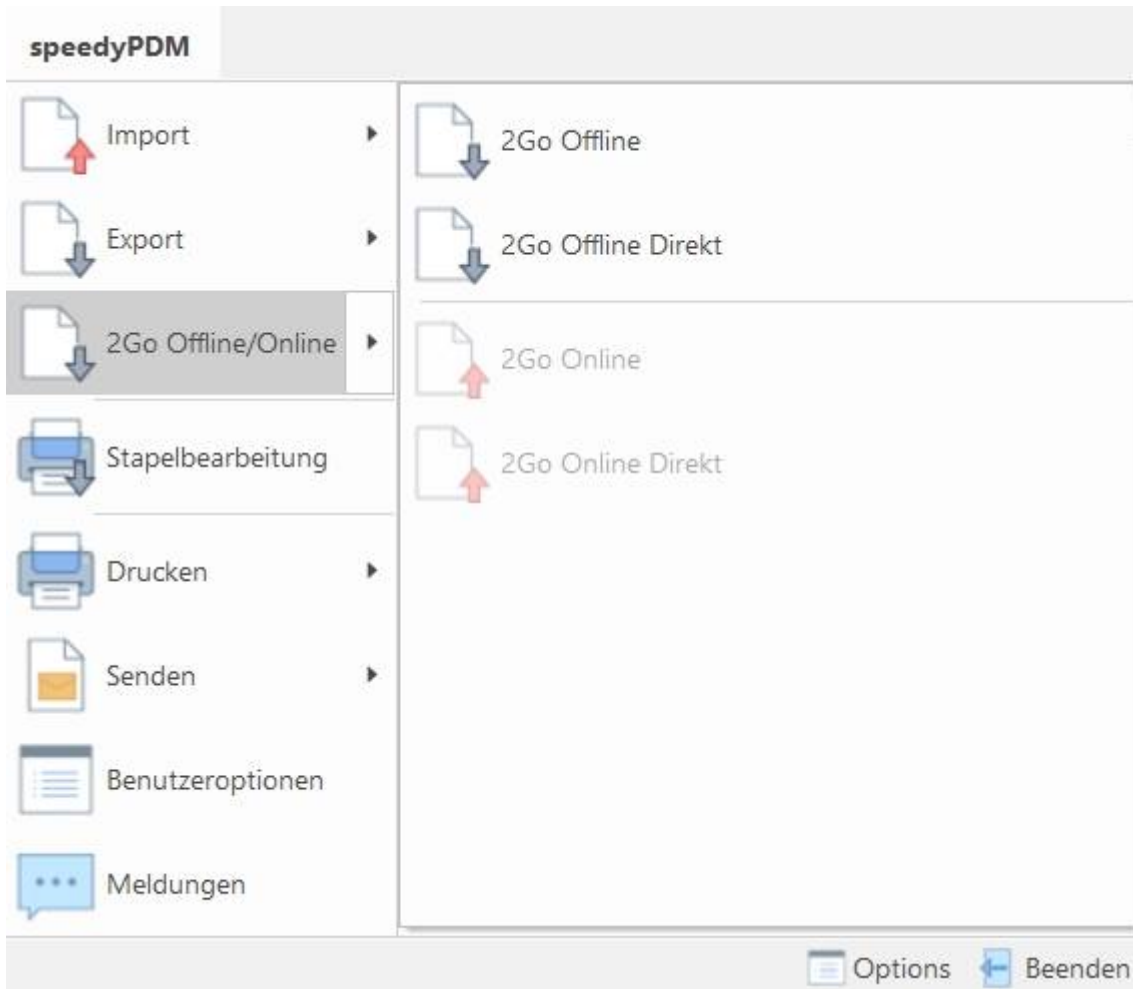 speedyPDM
Import
Export
2Go Offline/Online
Stapelbearbeitung
Drucken
Senden
Benutzeroptionen
Meldungen
2Go Offline
2Go Offline Direkt
2Go Online
2Go Online Direkt
Options
Beenden